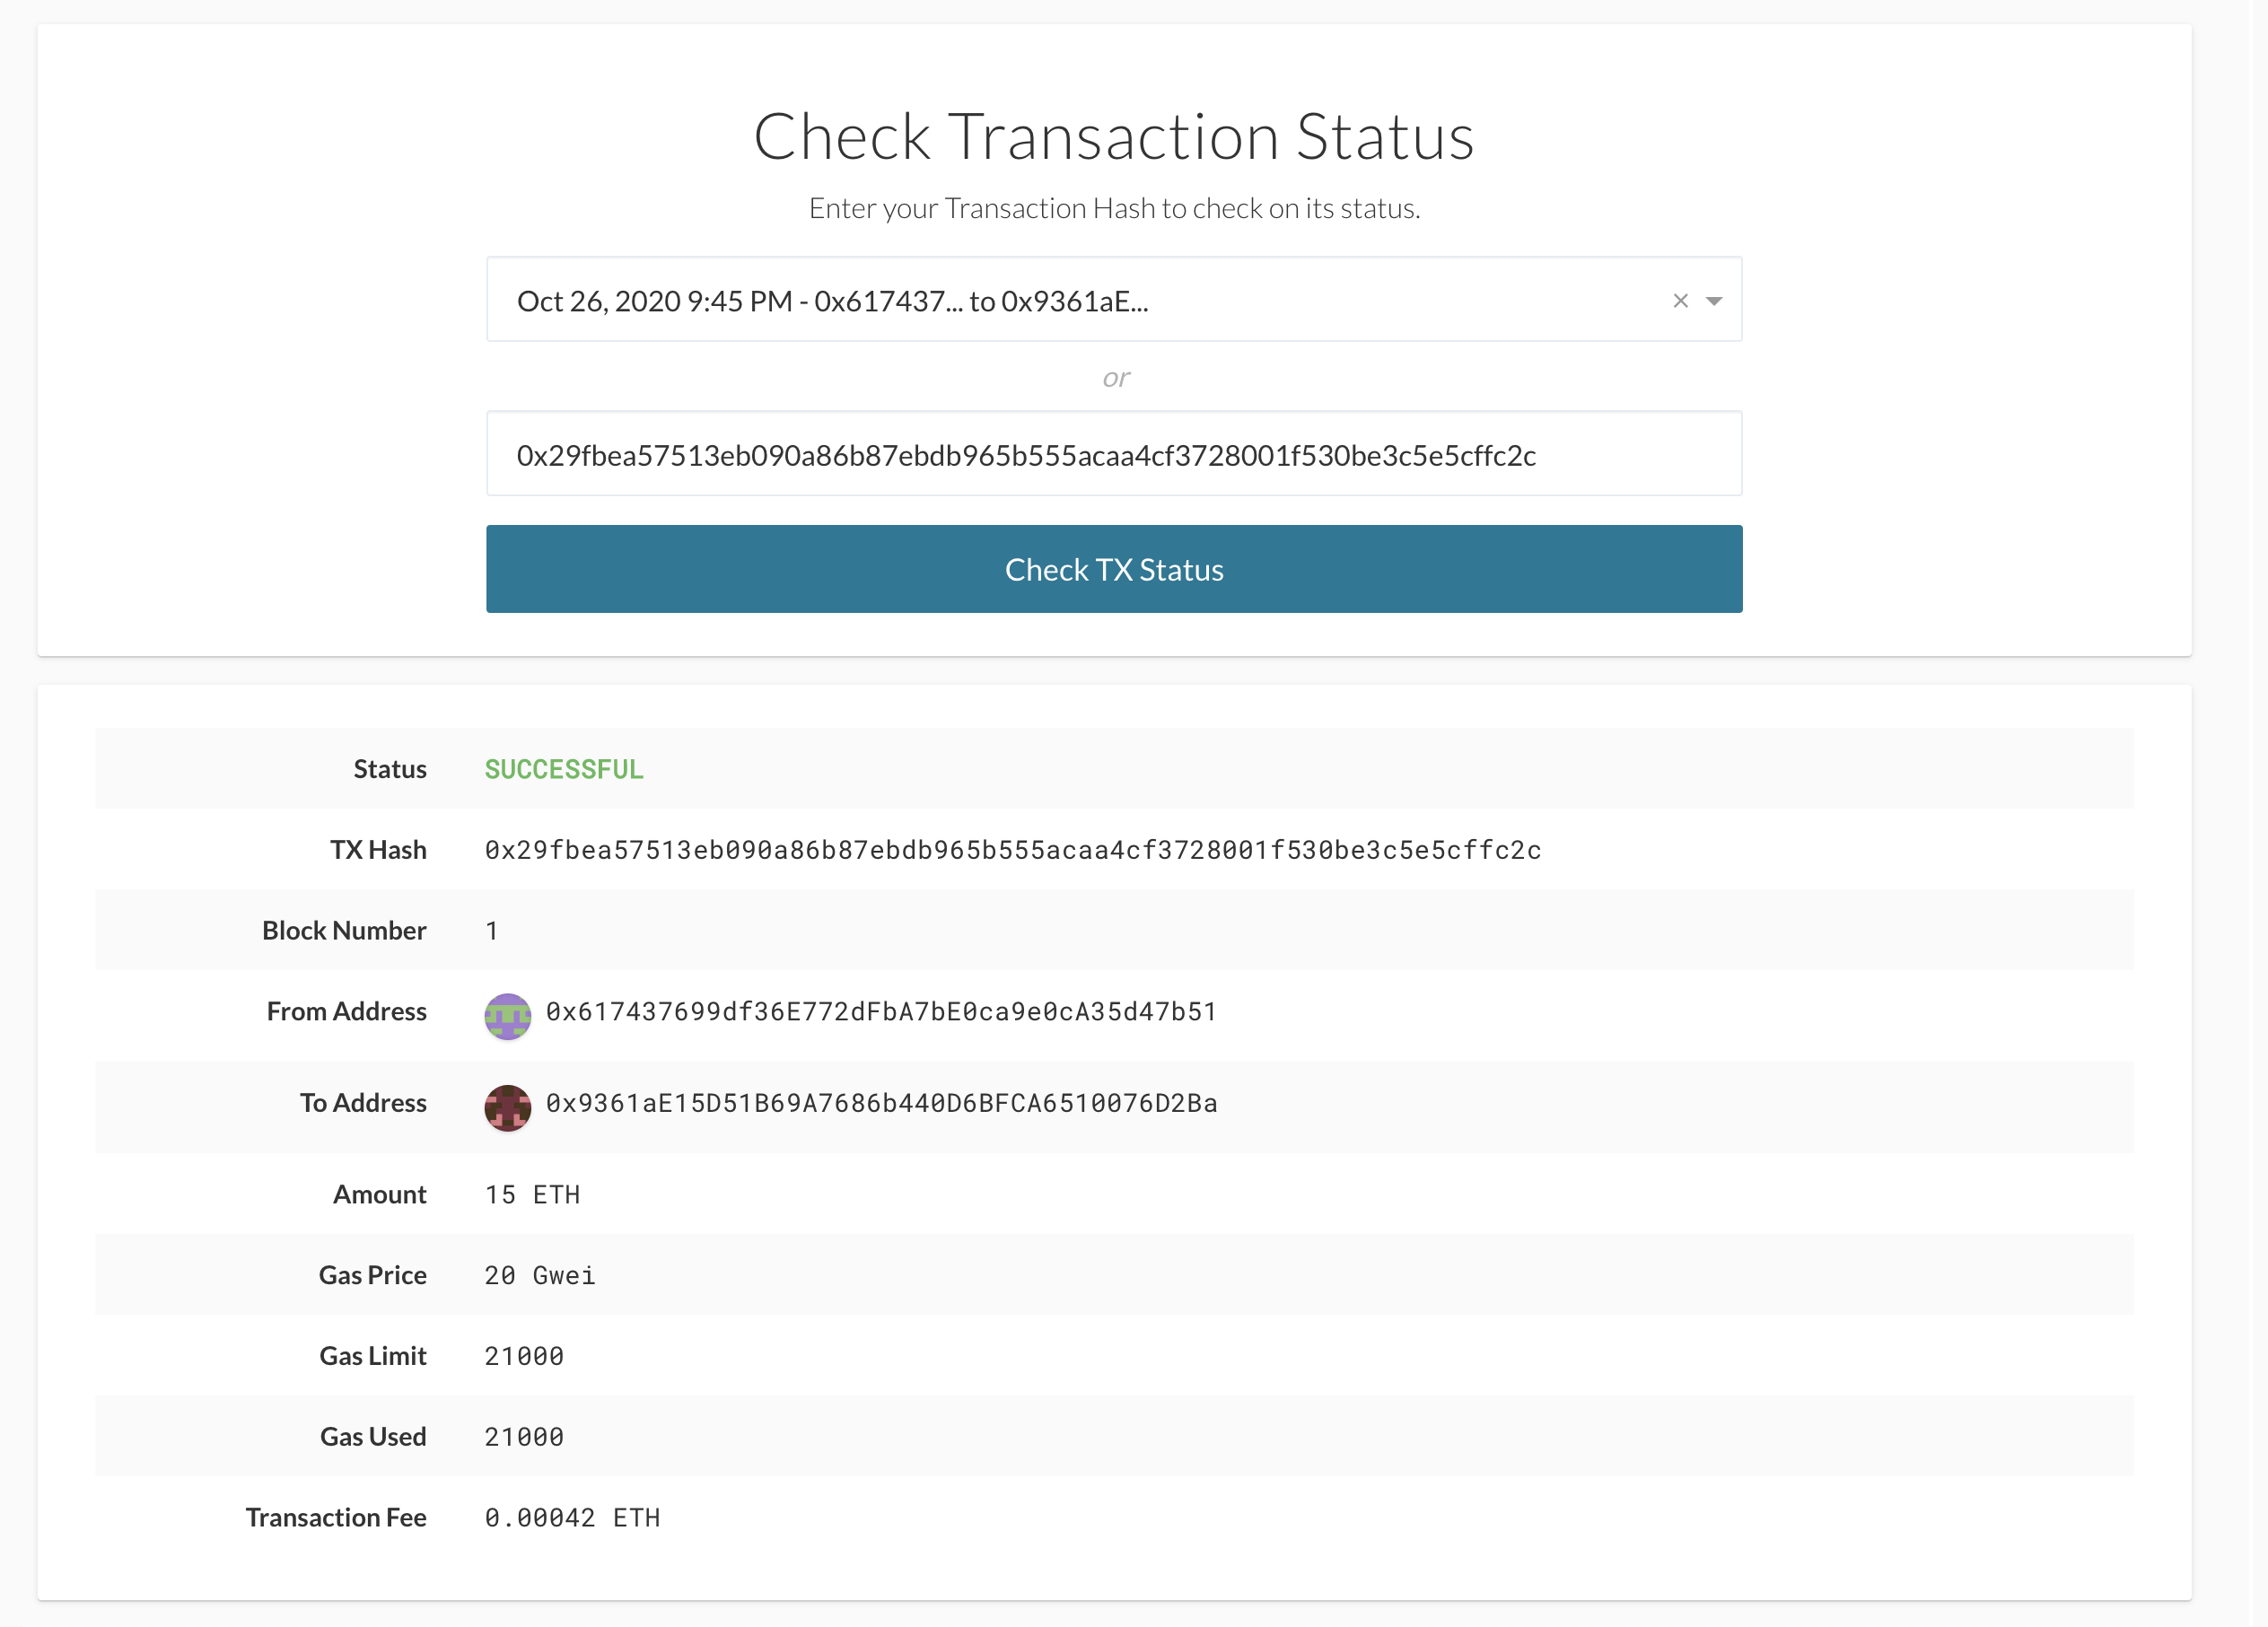 Check Transaction Status
Enter your Transaction Hash to check on its status.
Oct 26, 2020 9:45 PM - 0x617437... to 0x9361aE...
or
0x29fbea57513eb090a86b87ebdb965b555acaa4cf3728001f530be3c5e5cffc2c
Check TX Status
Status SUCCESSFUL
TX Hash 0x29fbea57513eb090a86b87ebdb965b555acaa4cf3728001f530be3c5e5cffc2c
Block Number 1
From Address 0x617437699df36E772dFbA7bE0ca9e0cA35d47b51
To Address 0x9361aE15D51B69A7686b440D6BFCA6510076D2Ba
Amount 15 ETH
Gas Price 20 Gwei
Gas Limit 21000
Gas Used 21000
Transaction Fee 0.00042 ETH